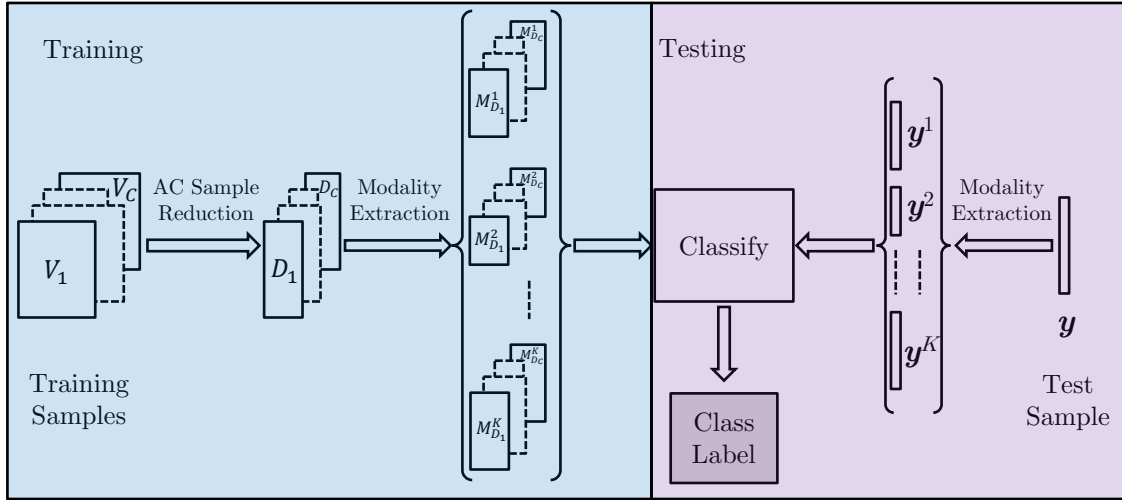 Training
Testing
Training
Samples
V_1
V_C
AC Sample
Reduction
D_1
D_C
Modality
Extraction
M^1_{D_C}
M^1_{D_1}
M^2_{D_C}
M^2_{D_1}
M^K_{D_C}
M^K_{D_1}
Classify
Class
Label
y^1
y^2
y^K
Modality
Extraction
y
Test
Sample